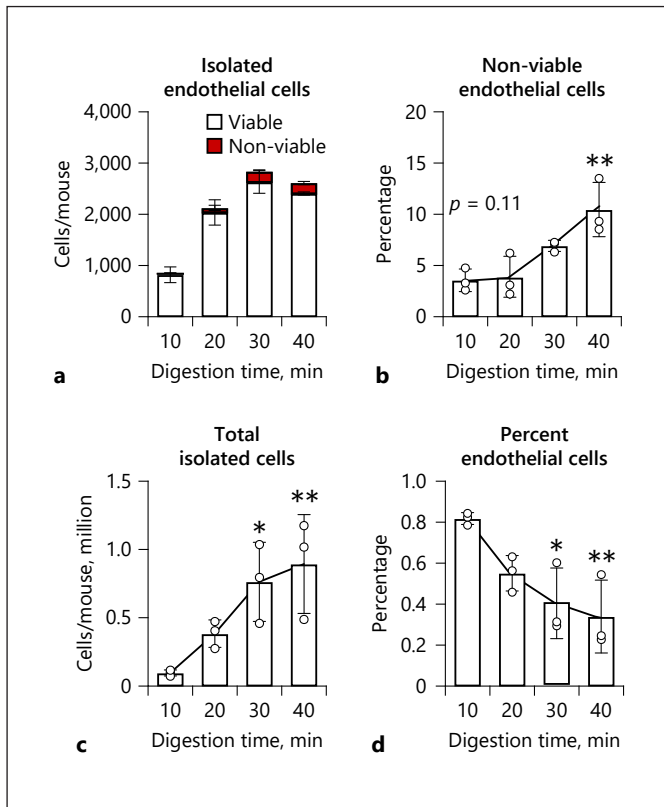 Isolated
endothelial cells
4,000
3,000
2,000
1,000
0
Cells/mouse
Viable
Non-viable
10 20 30 40
a Digestion time, min
Non-viable
endothelial cells
20
15
10
5
0
Percentage
p = 0.11
**
10 20 30 40
b Digestion time, min
Total
isolated cells
1.5
1.0
0.5
0
Cells/mouse, million
* **
10 20 30 40
c Digestion time, min
Percent
endothelial cells
1.0
0.8
0.6
0.4
0.2
0
Percentage
* **
10 20 30 40
d Digestion time, min